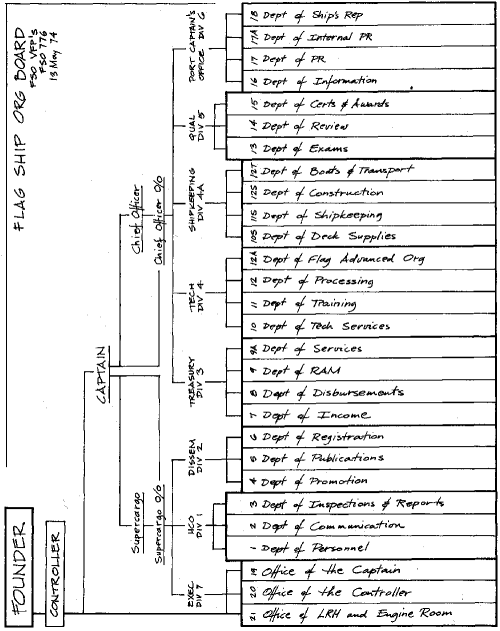 FLAG SHIP ORG BOARD
FSO VFP's
FSO 776
13 May 74
FOUNDER
CONTROLLER
CAPTAIN
Supercargo
Supercargo O/O
Chief Officer
Chief Officer O/O
EXEC
DIV 7
HCO
DIV 1
DISSEM
DIV 2
TREASURY
DIV 3
TECH
DIV 4
SHIPKEEPING
DIV 4A
QUAL
DIV 5
PORT CAPTAIN'S
OFFICE DIV 6
18 Dept of Ship's Rep
17A Dept of Internal PR
17 Dept of PR
16 Dept of Information
15 Dept of Certs & Awards
14 Dept of Review
13 Dept of Exams
12T Dept of Boats & Transport
12S Dept of Construction
11S Dept of Shipkeeping
10S Dept of Deck Supplies
12A Dept of Flag Advanced Org
12 Dept of Processing
11 Dept of Training
10 Dept of Tech Services
9A Dept of Services
9 Dept of RAM
8 Dept of Disbursements
7 Dept of Income
6 Dept of Registration
5 Dept of Publications
4 Dept of Promotion
3 Dept of Inspections & Reports
2 Dept of Communication
1 Dept of Personnel
19 Office of the Captain
20 Office of the Controller
21 Office of LRH and Engine Room